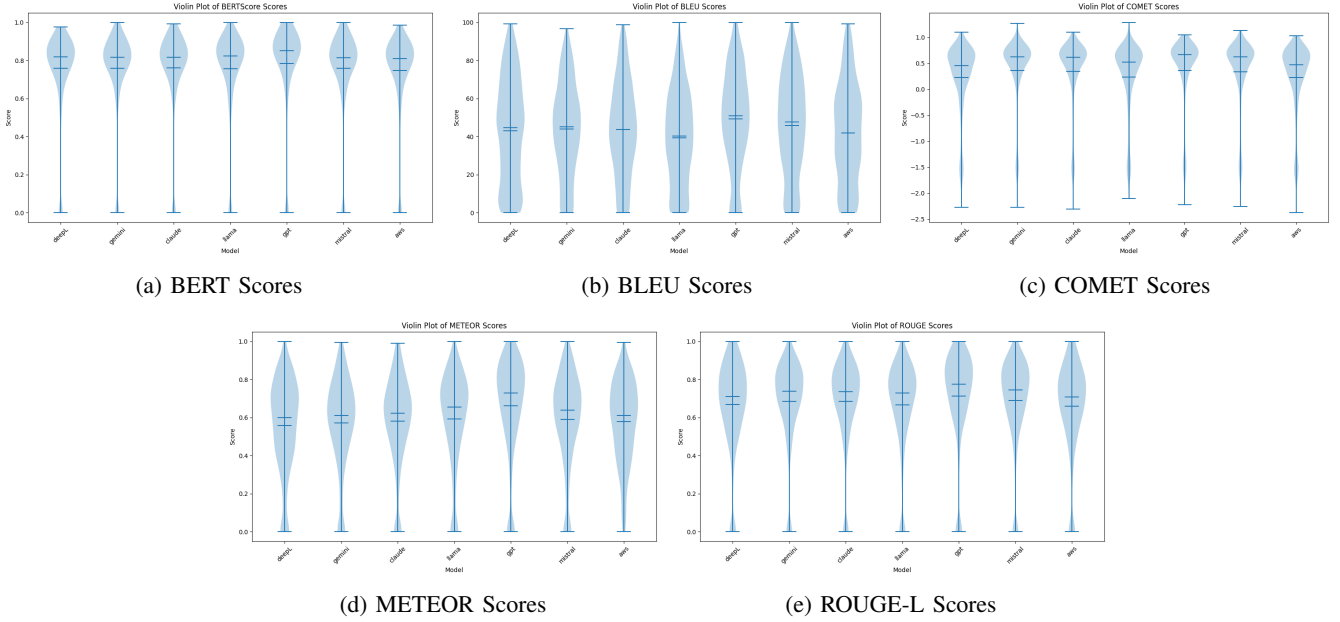 Violin Plot of BERTScore Scores
1.0
0.8
0.6
0.4
0.2
0.0
Score
deepL
gemini
claude
llama
gpt
mistral
aws
Model
(a) BERT Scores
Violin Plot of BLEU Scores
100
80
60
40
20
0
Score
deepL
gemini
claude
llama
gpt
mistral
aws
Model
(b) BLEU Scores
Violin Plot of COMET Scores
1.0
0.5
0.0
−0.5
−1.0
−1.5
−2.0
−2.5
Score
deepL
gemini
claude
llama
gpt
mistral
aws
Model
(c) COMET Scores
Violin Plot of METEOR Scores
1.0
0.8
0.6
0.4
0.2
0.0
Score
deepL
gemini
claude
llama
gpt
mistral
aws
Model
(d) METEOR Scores
Violin Plot of ROUGE Scores
1.0
0.8
0.6
0.4
0.2
0.0
Score
deepL
gemini
claude
llama
gpt
mistral
aws
Model
(e) ROUGE-L Scores